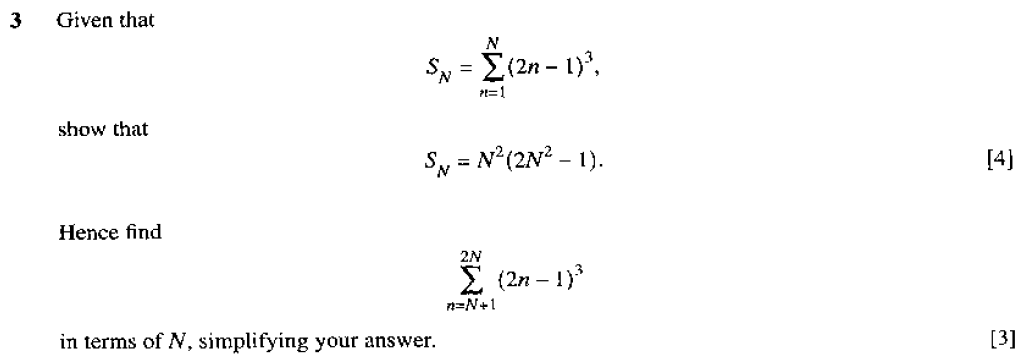 3 Given that
S_N = \sum_{n=1}^{N} (2n − 1)^3,
show that
S_N = N^2(2N^2 − 1). [4]
Hence find
\sum_{n=N+1}^{2N} (2n − 1)^3
in terms of N, simplifying your answer. [3]